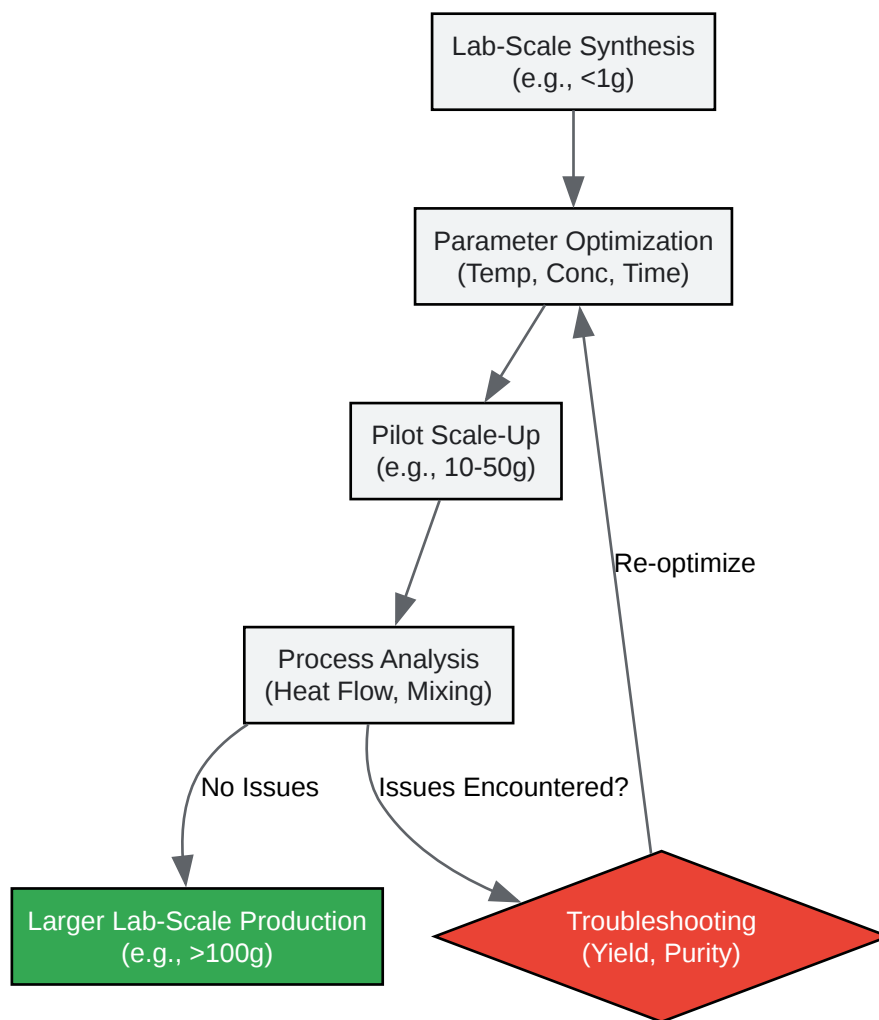 Lab-Scale Synthesis
(e.g., <1g)
Parameter Optimization
(Temp, Conc, Time)
Pilot Scale-Up
(e.g., 10-50g)
Re-optimize
Process Analysis
(Heat Flow, Mixing)
No Issues
Issues Encountered?
Larger Lab-Scale Production
(e.g., >100g)
Troubleshooting
(Yield, Purity)